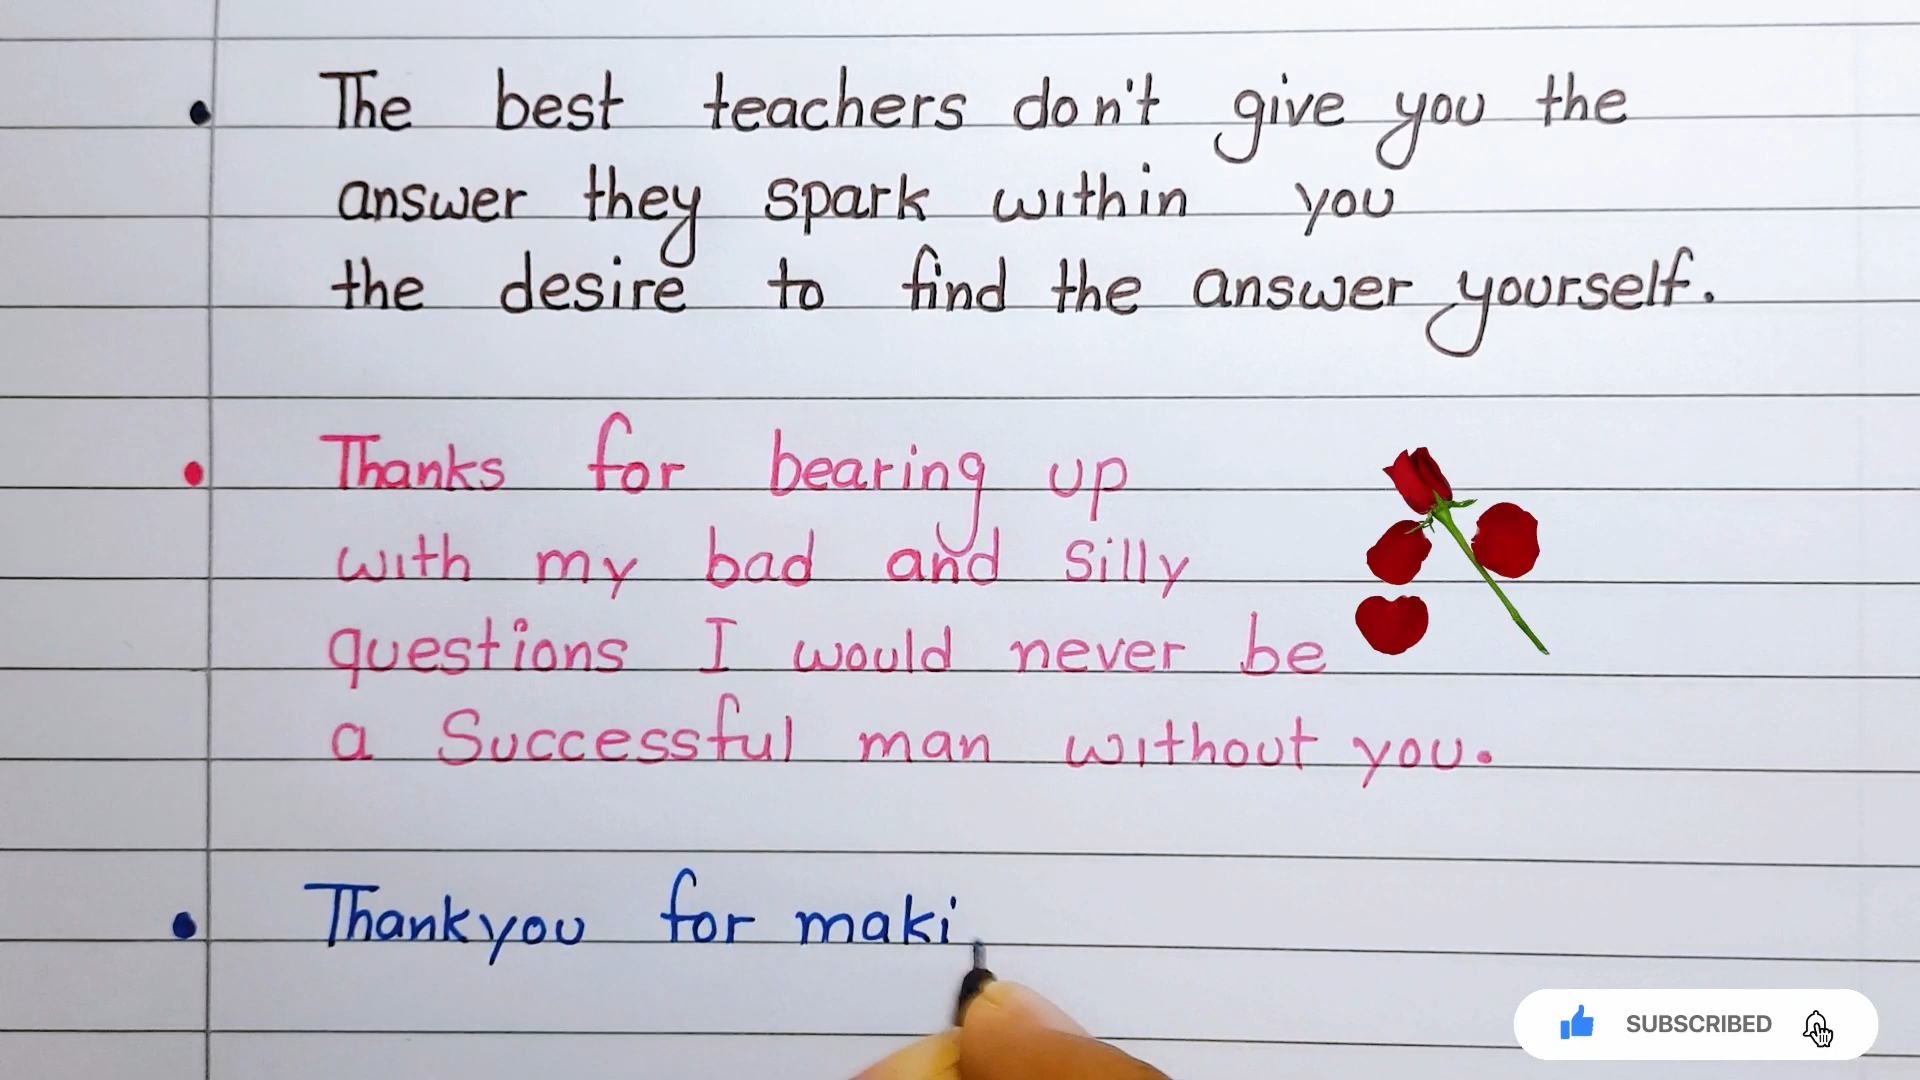 The best teachers don't give you the
answer they spark within you
the desire to find the answer yourself.
Thanks for bearing up
with my bad and silly
questions I would never be
a Successful man without you.
Thankyou for maki
SUBSCRIBED